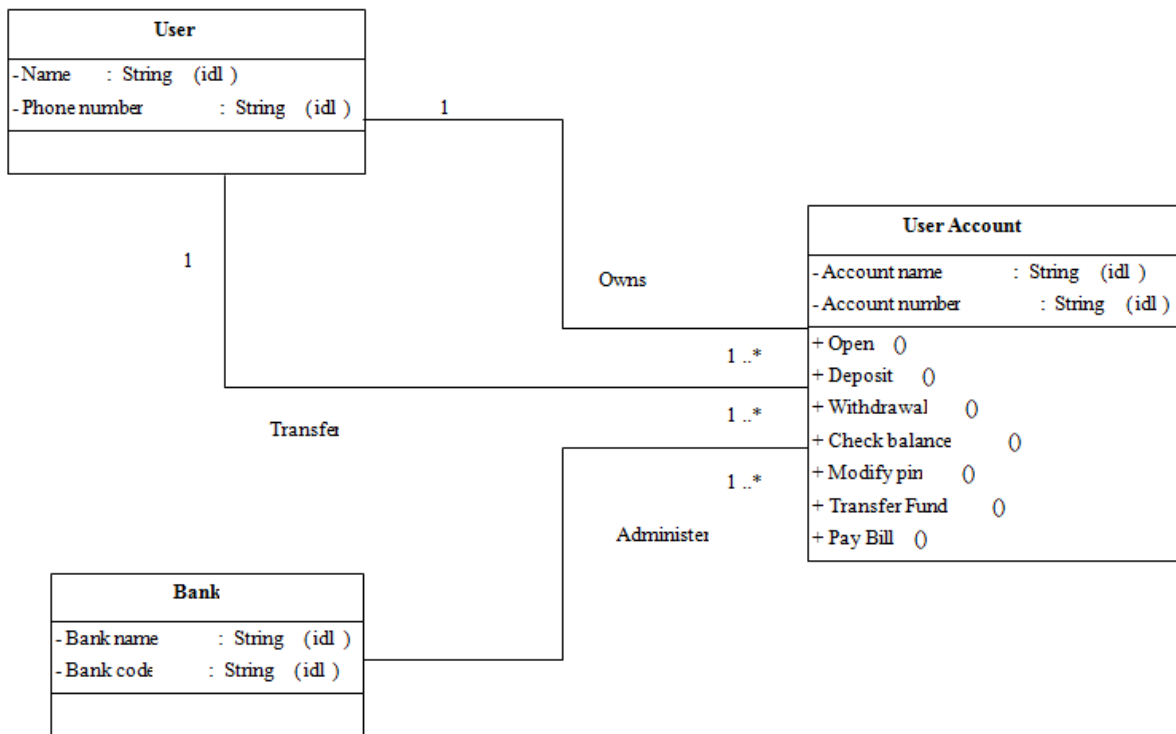 User
- Name : String (idl )
- Phone number : String (idl )
1
1
Owns
Transfer
User Account
- Account name : String (idl )
- Account number : String (idl )
+ Open ()
+ Deposit ()
+ Withdrawal ()
+ Check balance ()
+ Modify pin ()
+ Transfer Fund ()
+ Pay Bill ()
1 ..*
1 ..*
1 ..*
Administer
Bank
- Bank name : String (idl )
- Bank code : String (idl )